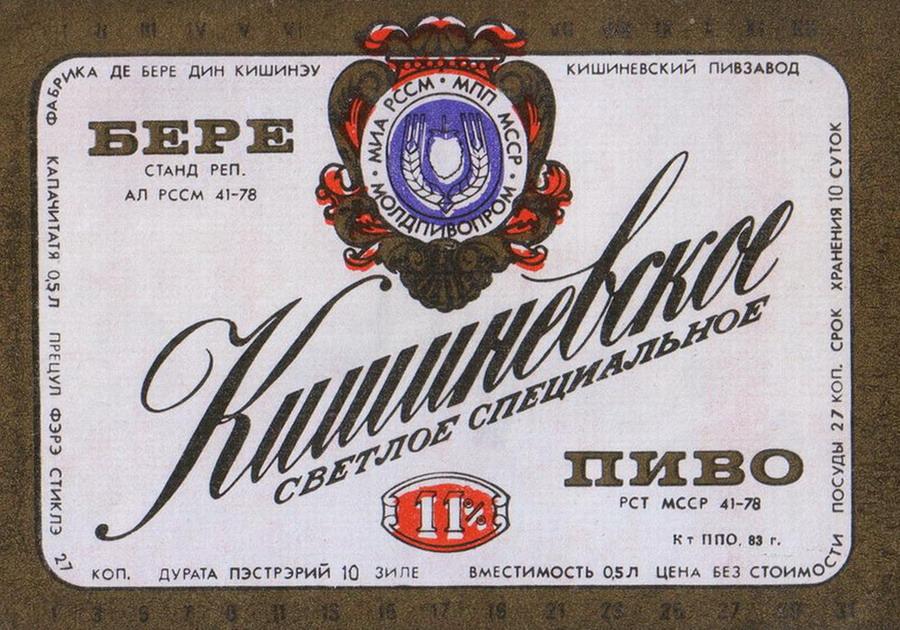 ФАБРИКА ДЕ БЕРЕ ДИН КИШИНЭУ
КИШИНЕВСКИЙ ПИВЗАВОД
МИА РССМ · МПП МССР · МОЛДПИВОПРОМ ·
БЕРЕ
СТАНД РЕП.
АЛ РССМ 41-78
Кишиневское
СВЕТЛОЕ СПЕЦИАЛЬНОЕ
11%
ПИВО
РСТ МССР 41-78
Кт ППО, 83 г.
КАПАЧИТАТЯ 0,5 Л ПРЕЦУЛ ФЭРЭ СТИКЛЭ 27 КОП. ДУРАТА ПЭСТРЭРИЙ 10 ЗИЛЕ
ВМЕСТИМОСТЬ 0,5 Л ЦЕНА БЕЗ СТОИМОСТИ ПОСУДЫ 27 КОП. СРОК ХРАНЕНИЯ 10 СУТОК